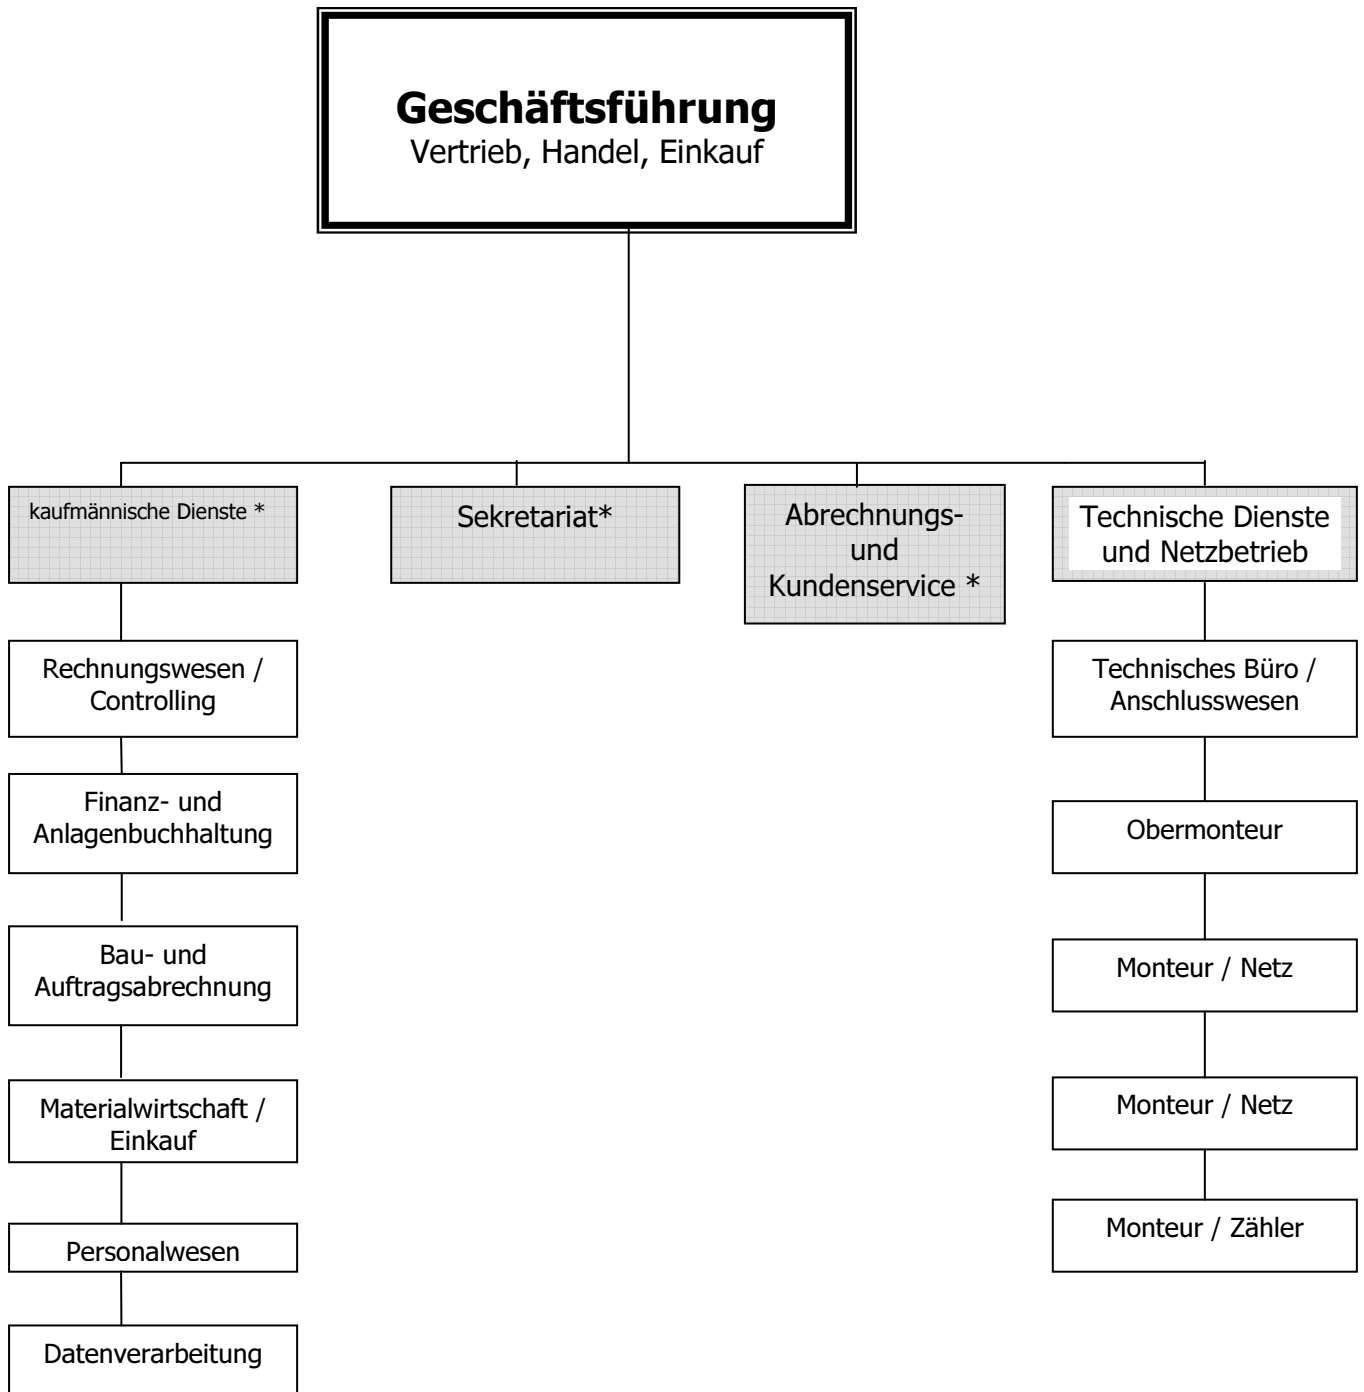 Geschäftsführung
Vertrieb, Handel, Einkauf
kaufmännische Dienste *
Sekretariat*
Abrechnungs-
und
Kundenservice *
Technische Dienste
und Netzbetrieb
Rechnungswesen /
Controlling
Finanz- und
Anlagenbuchhaltung
Bau- und
Auftragsabrechnung
Materialwirtschaft /
Einkauf
Personalwesen
Datenverarbeitung
Technisches Büro /
Anschlusswesen
Obermonteur
Monteur / Netz
Monteur / Netz
Monteur / Zähler